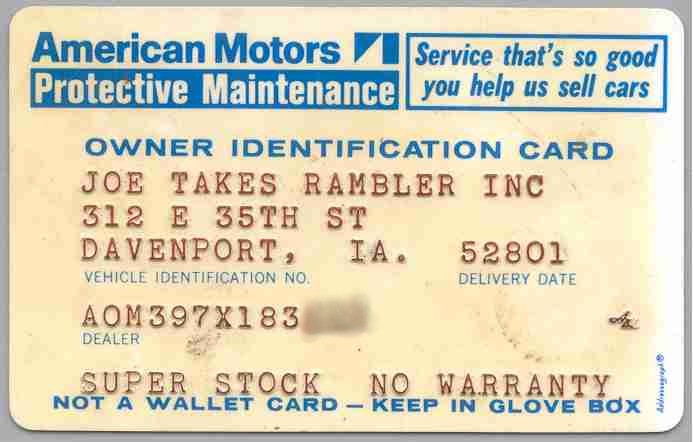 American Motors
Protective Maintenance
Service that's so good
you help us sell cars
OWNER IDENTIFICATION CARD
JOE TAKES RAMBLER INC
312 E 35TH ST
DAVENPORT, IA. 52801
VEHICLE IDENTIFICATION NO. DELIVERY DATE
AOM397X183
DEALER
SUPER STOCK NO WARRANTY
NOT A WALLET CARD – KEEP IN GLOVE BOX
Addressograph®